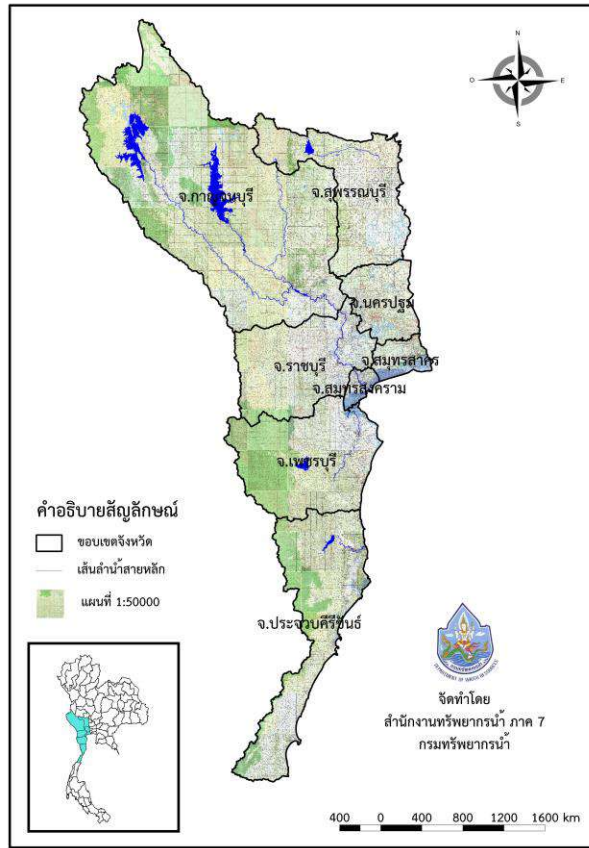 N
O E
S
จ.กาญจนบุรี
จ.สุพรรณบุรี
จ.นครปฐม
จ.สมุทรสาคร
จ.ราชบุรี
จ.สมุทรสงคราม
จ.เพชรบุรี
จ.ประจวบคีรีขันธ์
คำอธิบายสัญลักษณ์
ขอบเขตจังหวัด
เส้นลำน้ำสายหลัก
แผนที่ 1:50000
DEPARTMENT OF WATER RESOURCES
จัดทำโดย
สำนักงานทรัพยากรน้ำ ภาค 7
กรมทรัพยากรน้ำ
400 0 400 800 1200 1600 km